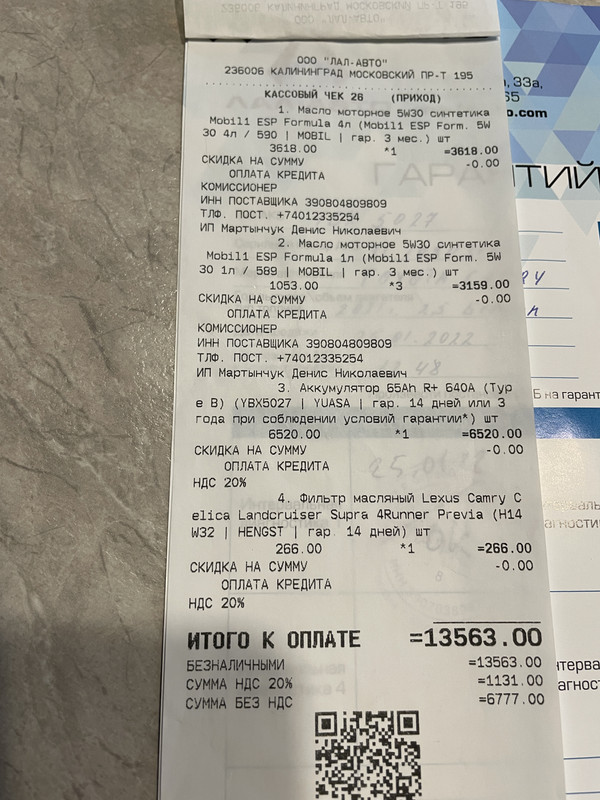 ООО "ЛАЛ-АВТО"
236006 КАЛИНИНГРАД МОСКОВСКИЙ ПР-Т 195
КАССОВЫЙ ЧЕК 26 (ПРИХОД)
1. Масло моторное 5W30 синтетика
Mobil1 ESP Formula 4л (Mobil1 ESP Form. 5W
30 4л / 590 | MOBIL | гар. 3 мес.) шт
3618.00 *1 =3618.00
СКИДКА НА СУММУ -0.00
ОПЛАТА КРЕДИТА
КОМИССИОНЕР
ИНН ПОСТАВЩИКА 390804809809
ТЛФ. ПОСТ. +74012335254
ИП Мартынчук Денис Николаевич
2. Масло моторное 5W30 синтетика
Mobil1 ESP Formula 1л (Mobil1 ESP Form. 5W
30 1л / 589 | MOBIL | гар. 3 мес.) шт
1053.00 *3 =3159.00
СКИДКА НА СУММУ -0.00
ОПЛАТА КРЕДИТА
КОМИССИОНЕР
ИНН ПОСТАВЩИКА 390804809809
ТЛФ. ПОСТ. +74012335254
ИП Мартынчук Денис Николаевич
3. Аккумулятор 65Ah R+ 640A (Тур
е В) (YBX5027 | YUASA | гар. 14 дней или 3
года при соблюдении условий гарантии*) шт
6520.00 *1 =6520.00
СКИДКА НА СУММУ -0.00
ОПЛАТА КРЕДИТА
НДС 20%
4. Фильтр масляный Lexus Camry C
elica Landcruiser Supra 4Runner Previa (H14
W32 | HENGST | гар. 14 дней) шт
266.00 *1 =266.00
СКИДКА НА СУММУ -0.00
ОПЛАТА КРЕДИТА
НДС 20%
ИТОГО К ОПЛАТЕ =13563.00
БЕЗНАЛИЧНЫМИ =13563.00
СУММА НДС 20% =1131.00
СУММА БЕЗ НДС =6777.00
, 33а,
65
o.com
Б на гарант